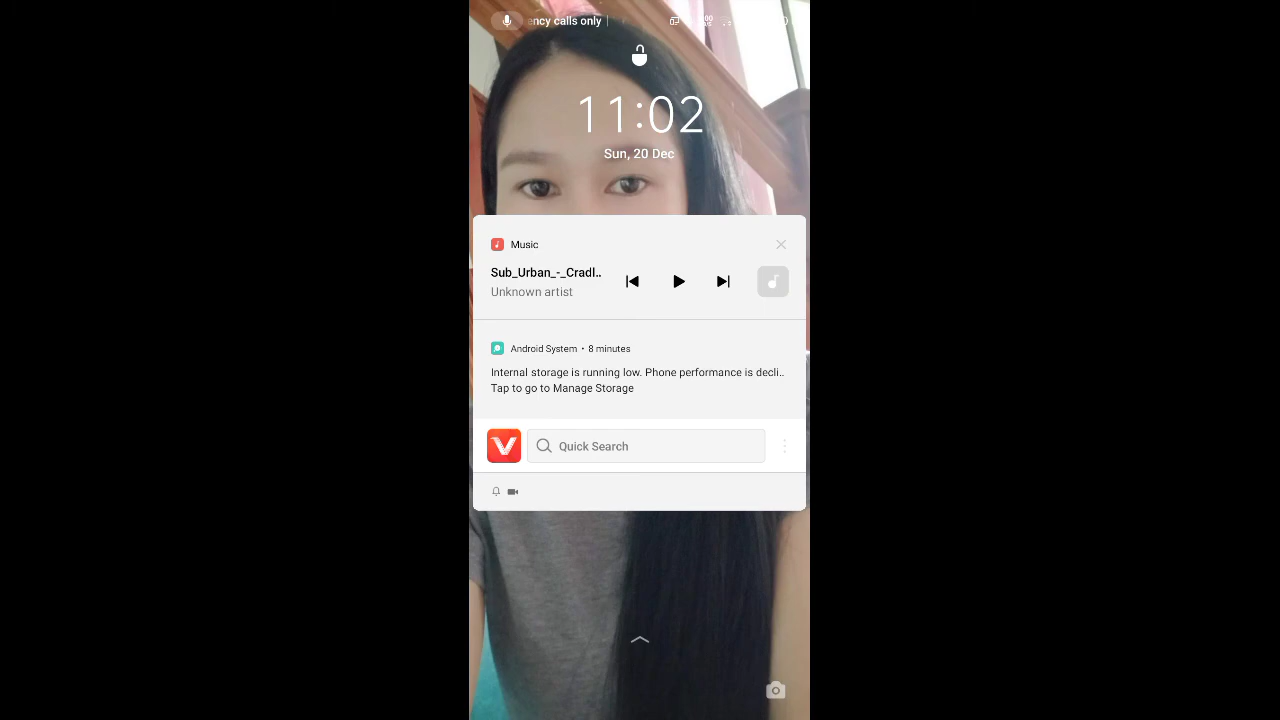 ency calls only
11:02
Sun, 20 Dec
Music
Sub_Urban_-_Cradl..
Unknown artist
Android System • 8 minutes
Internal storage is running low. Phone performance is decli..
Tap to go to Manage Storage
Quick Search